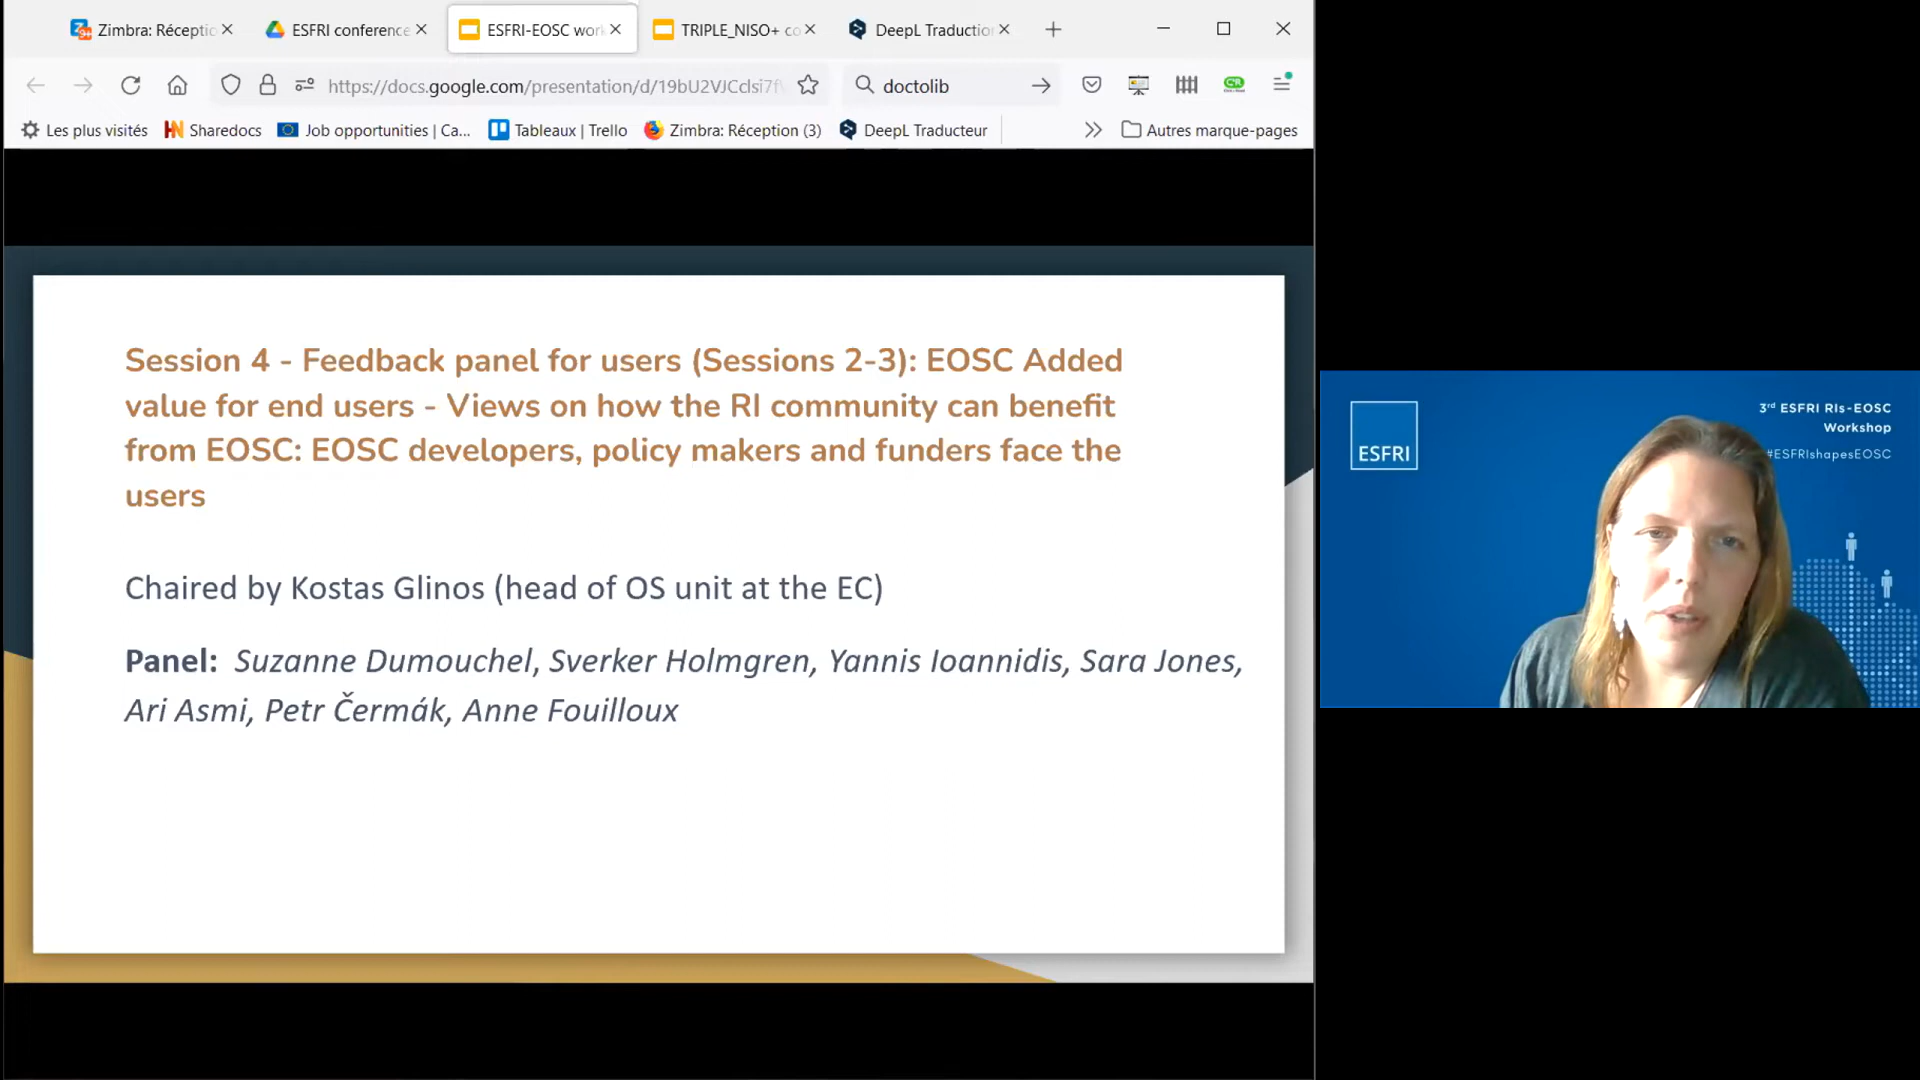 Zimbra: Réceptio
ESFRI conference
ESFRI-EOSC wor
TRIPLE_NISO+ co
DeepL Traduction
https://docs.google.com/presentation/d/19bU2VJCclsi7f
doctolib
Les plus visités
Sharedocs
Job opportunities | Ca...
Tableaux | Trello
Zimbra: Réception (3)
DeepL Traducteur
Autres marque-pages
Session 4 - Feedback panel for users (Sessions 2-3): EOSC Added
value for end users - Views on how the RI community can benefit
from EOSC: EOSC developers, policy makers and funders face the
users
Chaired by Kostas Glinos (head of OS unit at the EC)
Panel: Suzanne Dumouchel, Sverker Holmgren, Yannis Ioannidis, Sara Jones,
Ari Asmi, Petr Čermák, Anne Fouilloux
ESFRI
3rd ESFRI RIs-EOSC
Workshop
#ESFRIshapesEOSC